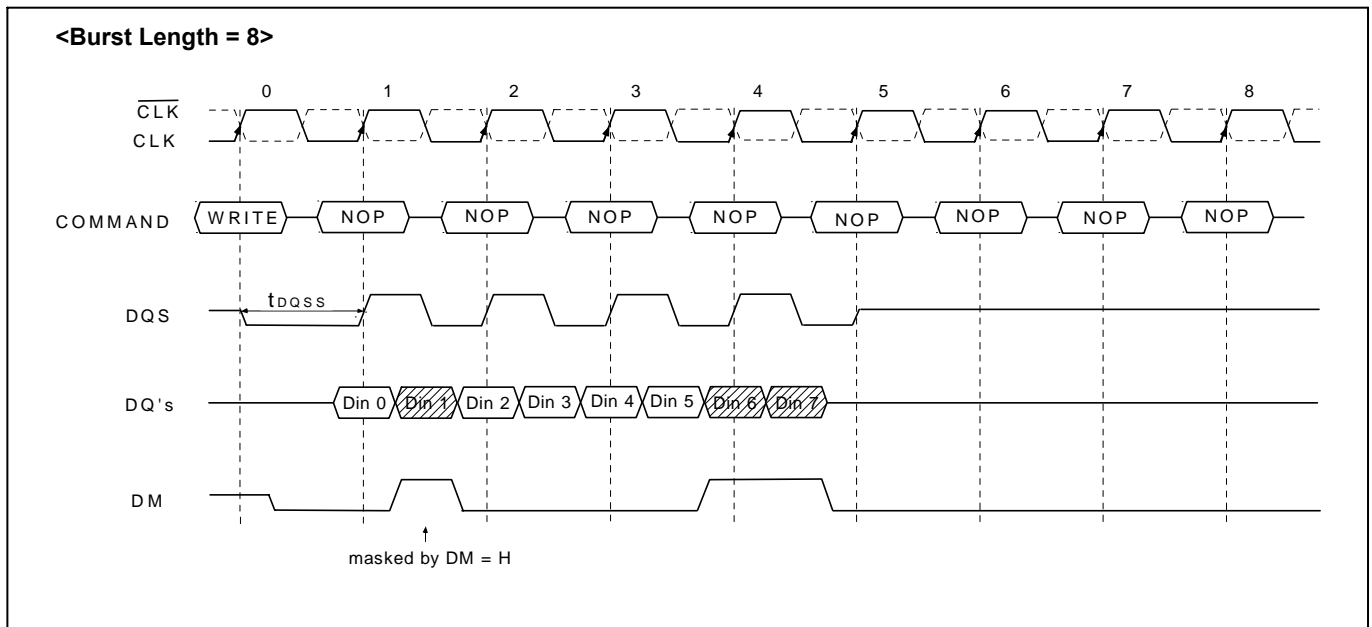 <Burst Length = 8>
0 1 2 3 4 5 6 7 8
CLK
CLK
COMMAND WRITE NOP NOP NOP NOP NOP NOP NOP NOP
DQS tDQSS
DQ's Din 0 Din 1 Din 2 Din 3 Din 4 Din 5 Din 6 Din 7
DM
masked by DM = H